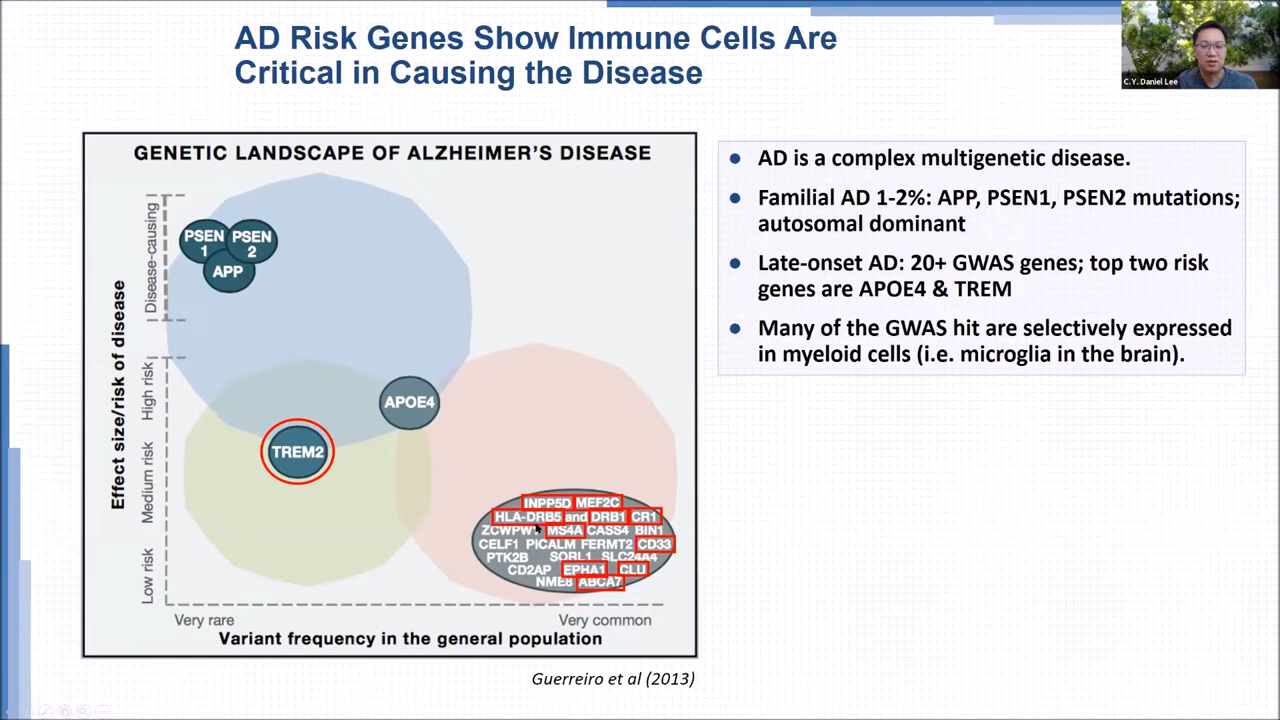 AD Risk Genes Show Immune Cells Are
Critical in Causing the Disease
C.Y. Daniel Lee
GENETIC LANDSCAPE OF ALZHEIMER'S DISEASE
Effect size/risk of disease
Disease-causing
High risk
Medium risk
Low risk
PSEN
1
PSEN
2
APP
APOE4
TREM2
INPP5D MEF2C
HLA-DRB5 and DRB1 CR1
MS4A CASS4 BIN1
CELF1 PICALM FERMT2 CD33
PTK2B SORL1 SLC24A4
CD2AP EPHA1 CLU
NME8 ABCA7
Very rare
Very common
Variant frequency in the general population
Guerreiro et al (2013)
● AD is a complex multigenetic disease.
● Familial AD 1-2%: APP, PSEN1, PSEN2 mutations;
autosomal dominant
● Late-onset AD: 20+ GWAS genes; top two risk
genes are APOE4 & TREM
● Many of the GWAS hit are selectively expressed
in myeloid cells (i.e. microglia in the brain).